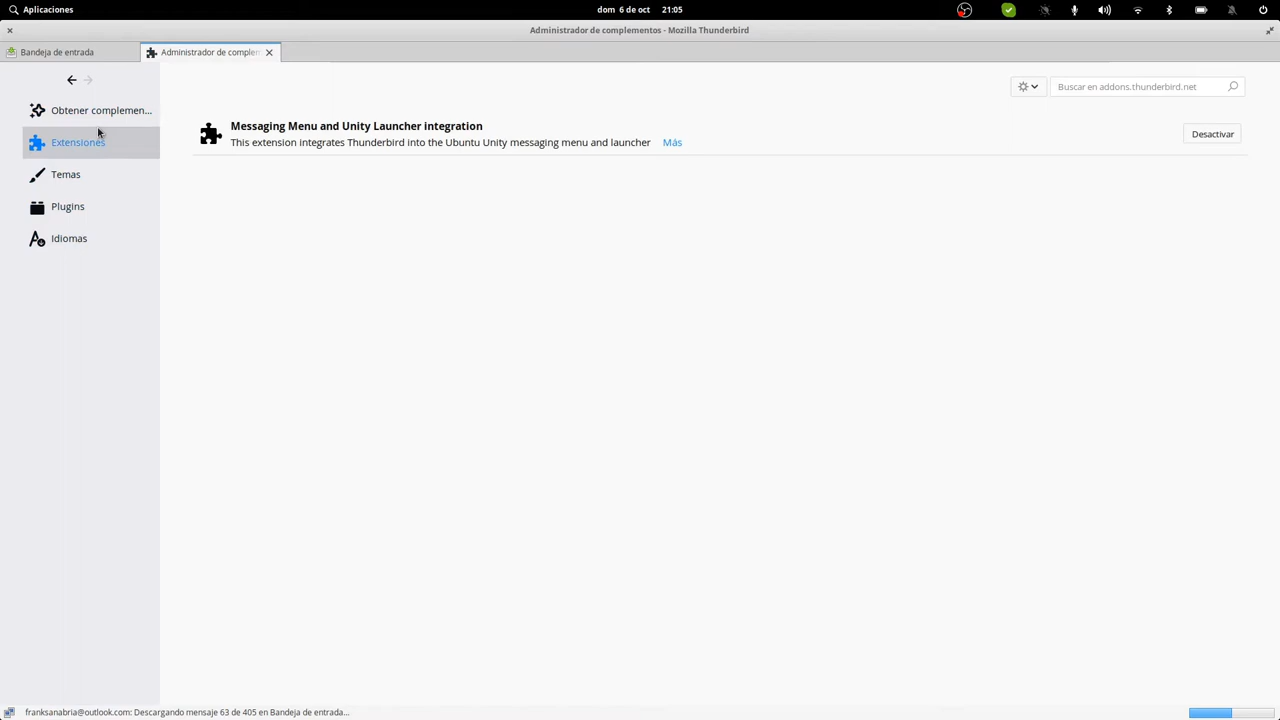 Aplicaciones
dom 6 de oct 21:05
Administrador de complementos - Mozilla Thunderbird
Bandeja de entrada
Administrador de complem
Obtener complemen...
Extensiones
Temas
Plugins
Idiomas
Buscar en addons.thunderbird.net
Messaging Menu and Unity Launcher integration
This extension integrates Thunderbird into the Ubuntu Unity messaging menu and launcher Más
Desactivar
franksanabria@outlook.com: Descargando mensaje 63 de 405 en Bandeja de entrada...